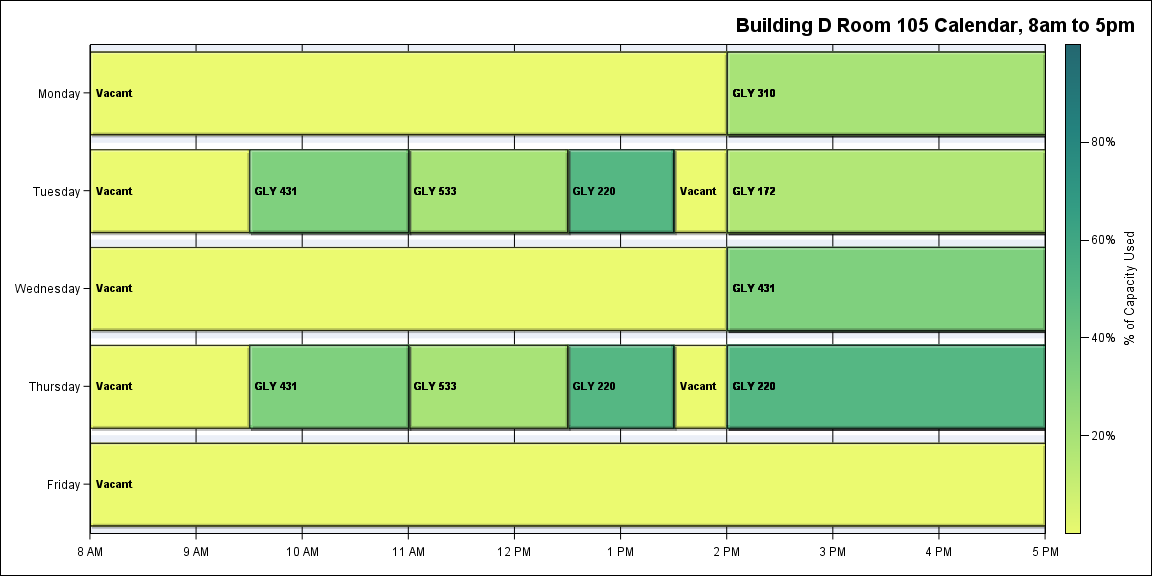 Building D Room 105 Calendar, 8am to 5pm
Monday
Vacant
GLY 310
Tuesday
Vacant
GLY 431
GLY 533
GLY 220
Vacant
GLY 172
Wednesday
Vacant
GLY 431
Thursday
Vacant
GLY 431
GLY 533
GLY 220
Vacant
GLY 220
Friday
Vacant
8 AM
9 AM
10 AM
11 AM
12 PM
1 PM
2 PM
3 PM
4 PM
5 PM
80%
60%
40%
20%
% of Capacity Used